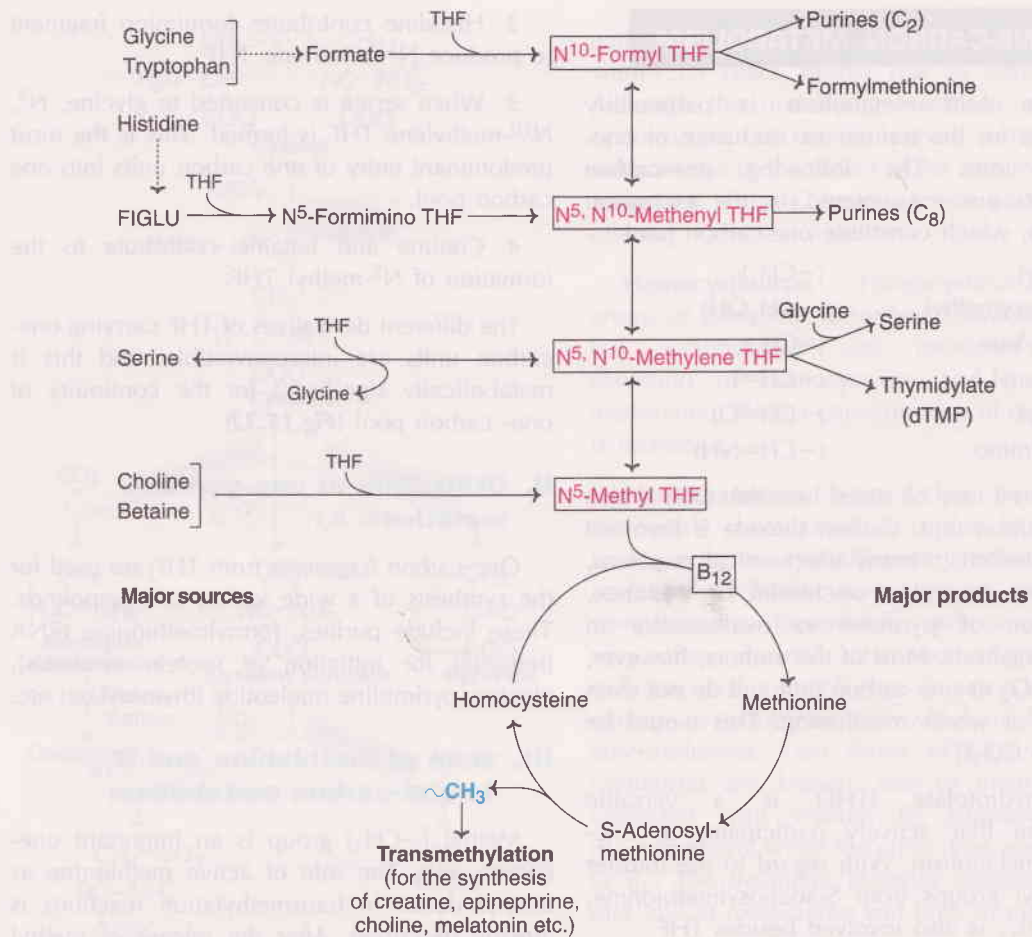 Glycine
Tryptophan
Formate
THF
N10-Formyl THF
Purines (C2)
Formylmethionine
Histidine
FIGLU
THF
N5-Formimino THF
N5, N10-Methenyl THF
Purines (C8)
Serine
THF
Glycine
N5, N10-Methylene THF
Glycine
Serine
Thymidylate
(dTMP)
Choline
Betaine
THF
N5-Methyl THF
B12
Major sources
Major products
Homocysteine
Methionine
~CH3
S-Adenosyl-
methionine
Transmethylation
(for the synthesis
of creatine, epinephrine,
choline, melatonin etc.)